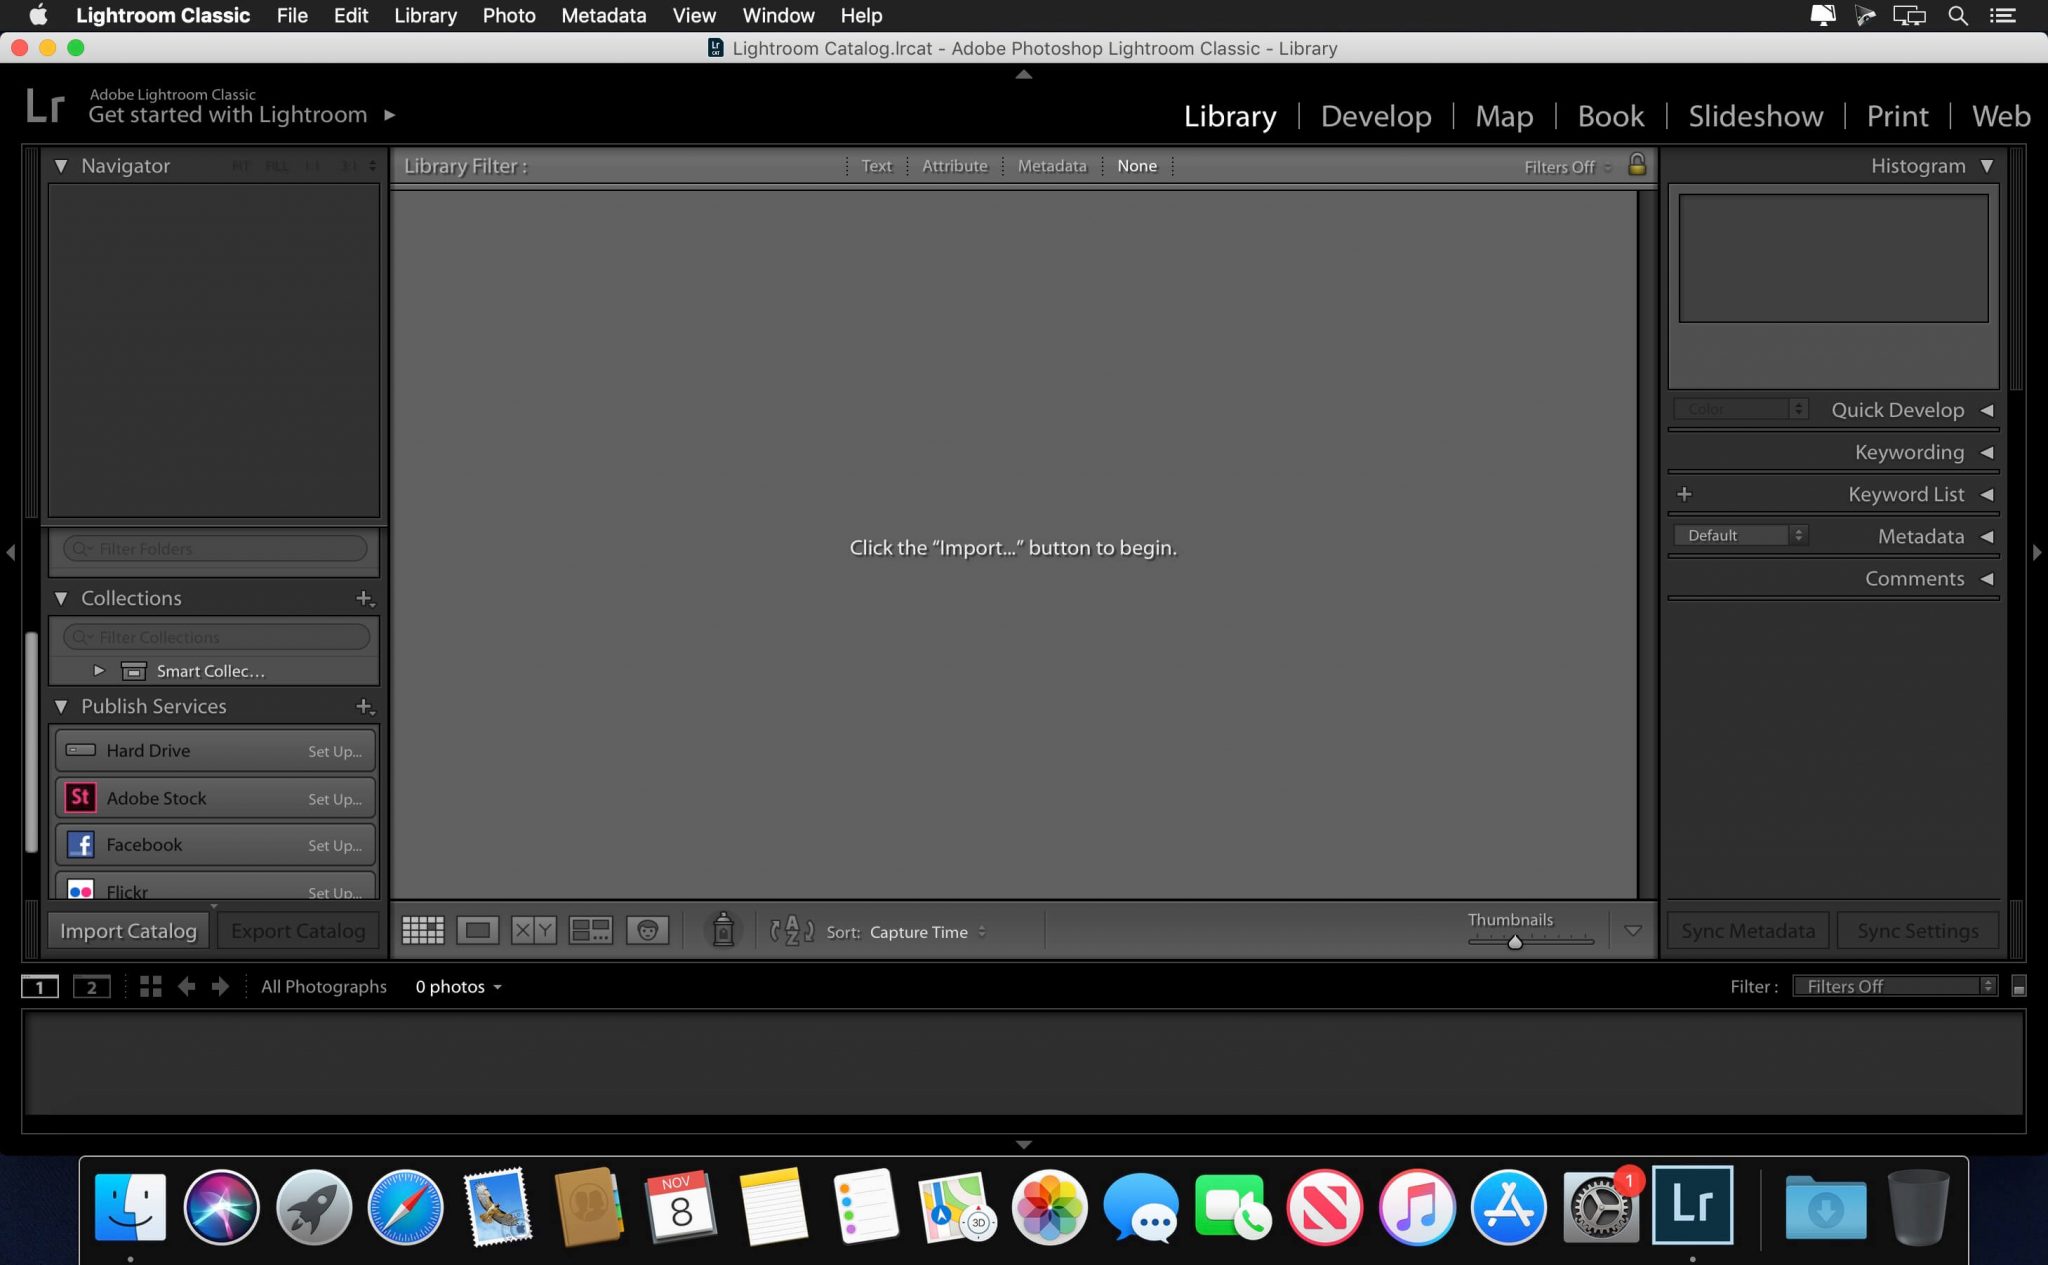 Lightroom Classic File Edit Library Photo Metadata View Window Help
Lr CAT Lightroom Catalog.lrcat - Adobe Photoshop Lightroom Classic - Library
Lr
Adobe Lightroom Classic
Get started with Lightroom
Library | Develop | Map | Book | Slideshow | Print | Web
Navigator FIT FILL 1:1 3:1
Library Filter : Text Attribute Metadata None Filters Off
Histogram
Color Quick Develop
Keywording
Keyword List
Default Metadata
Comments
Click the “Import...” button to begin.
Filter Folders
Collections
Filter Collections
Smart Collec...
Publish Services
Hard Drive Set Up...
St Adobe Stock Set Up...
f Facebook Set Up...
Flickr Set Up...
Import Catalog Export Catalog
X Y
A Z Sort: Capture Time
Thumbnails
Sync Metadata Sync Settings
1 2 All Photographs 0 photos
Filter : Filters Off
NOV
8
3D
1
Lr